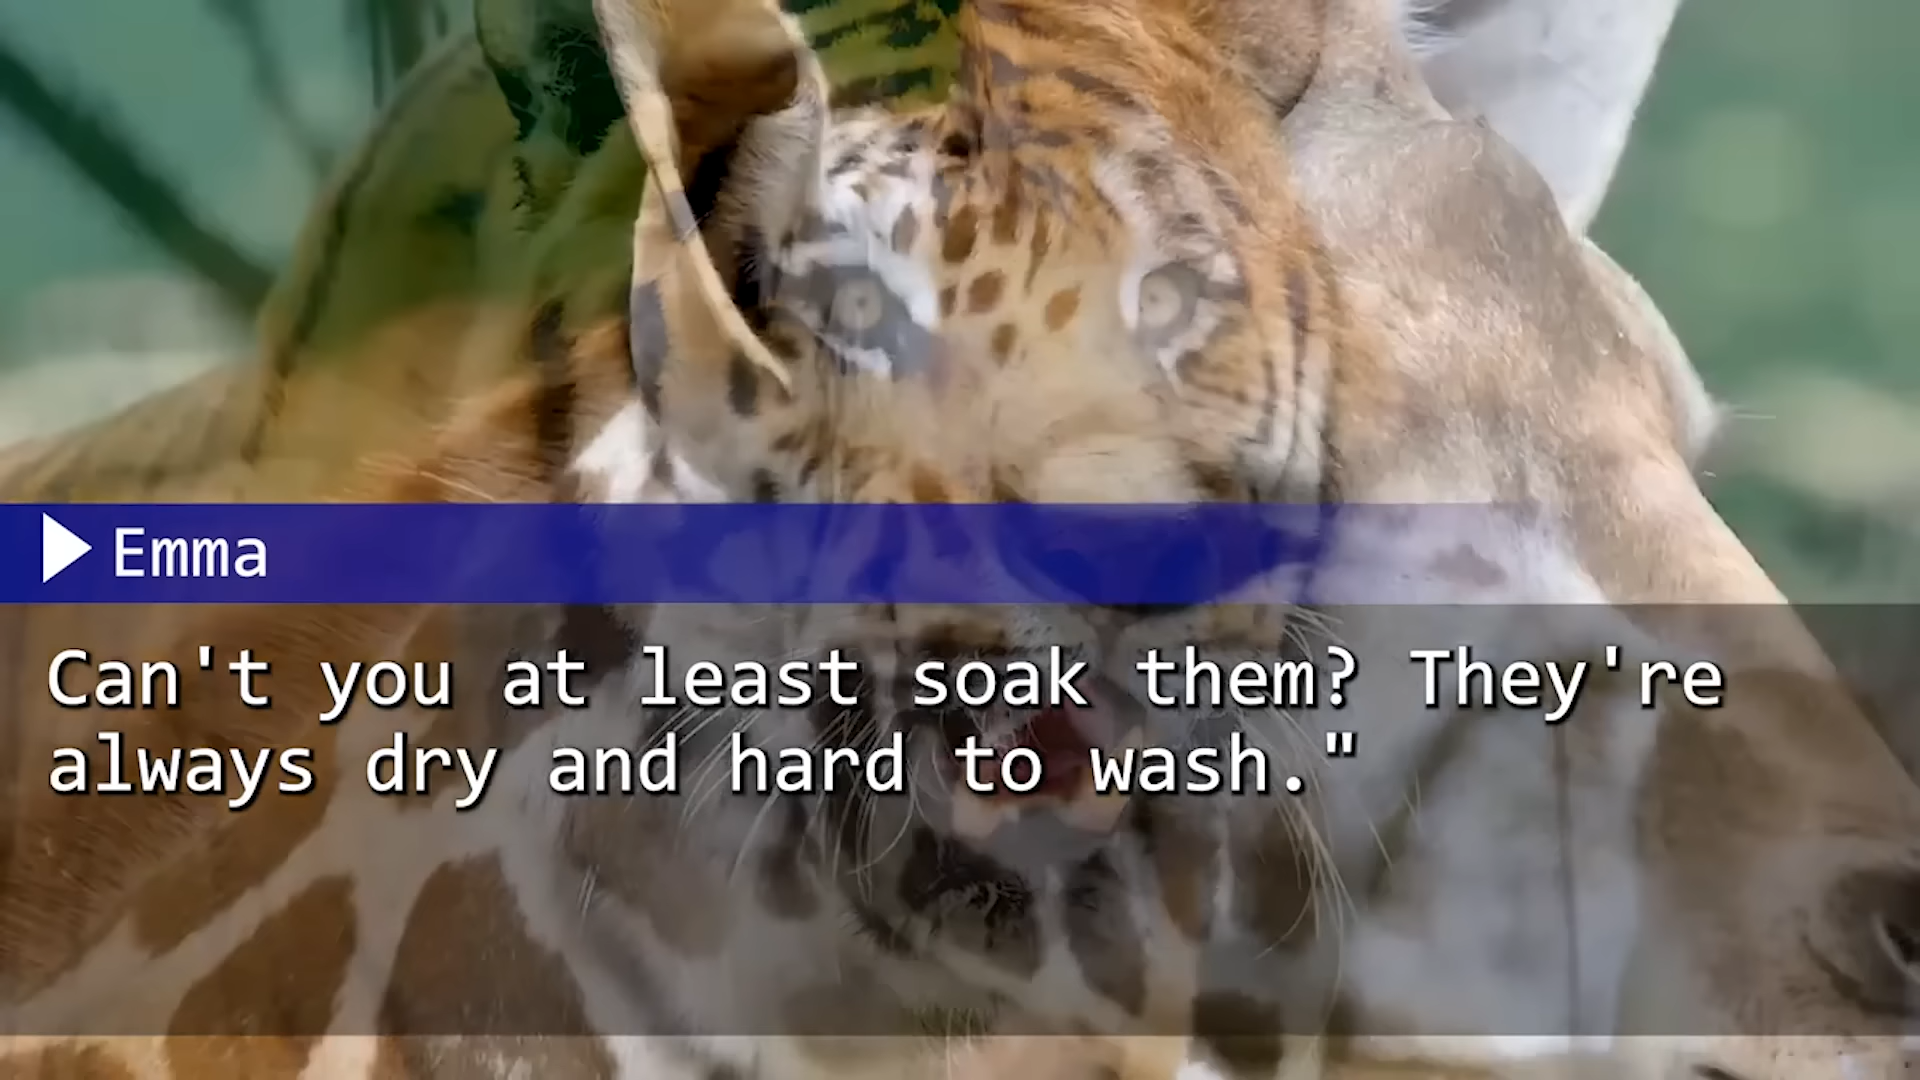 Emma
Can't you at least soak them? They're
always dry and hard to wash."